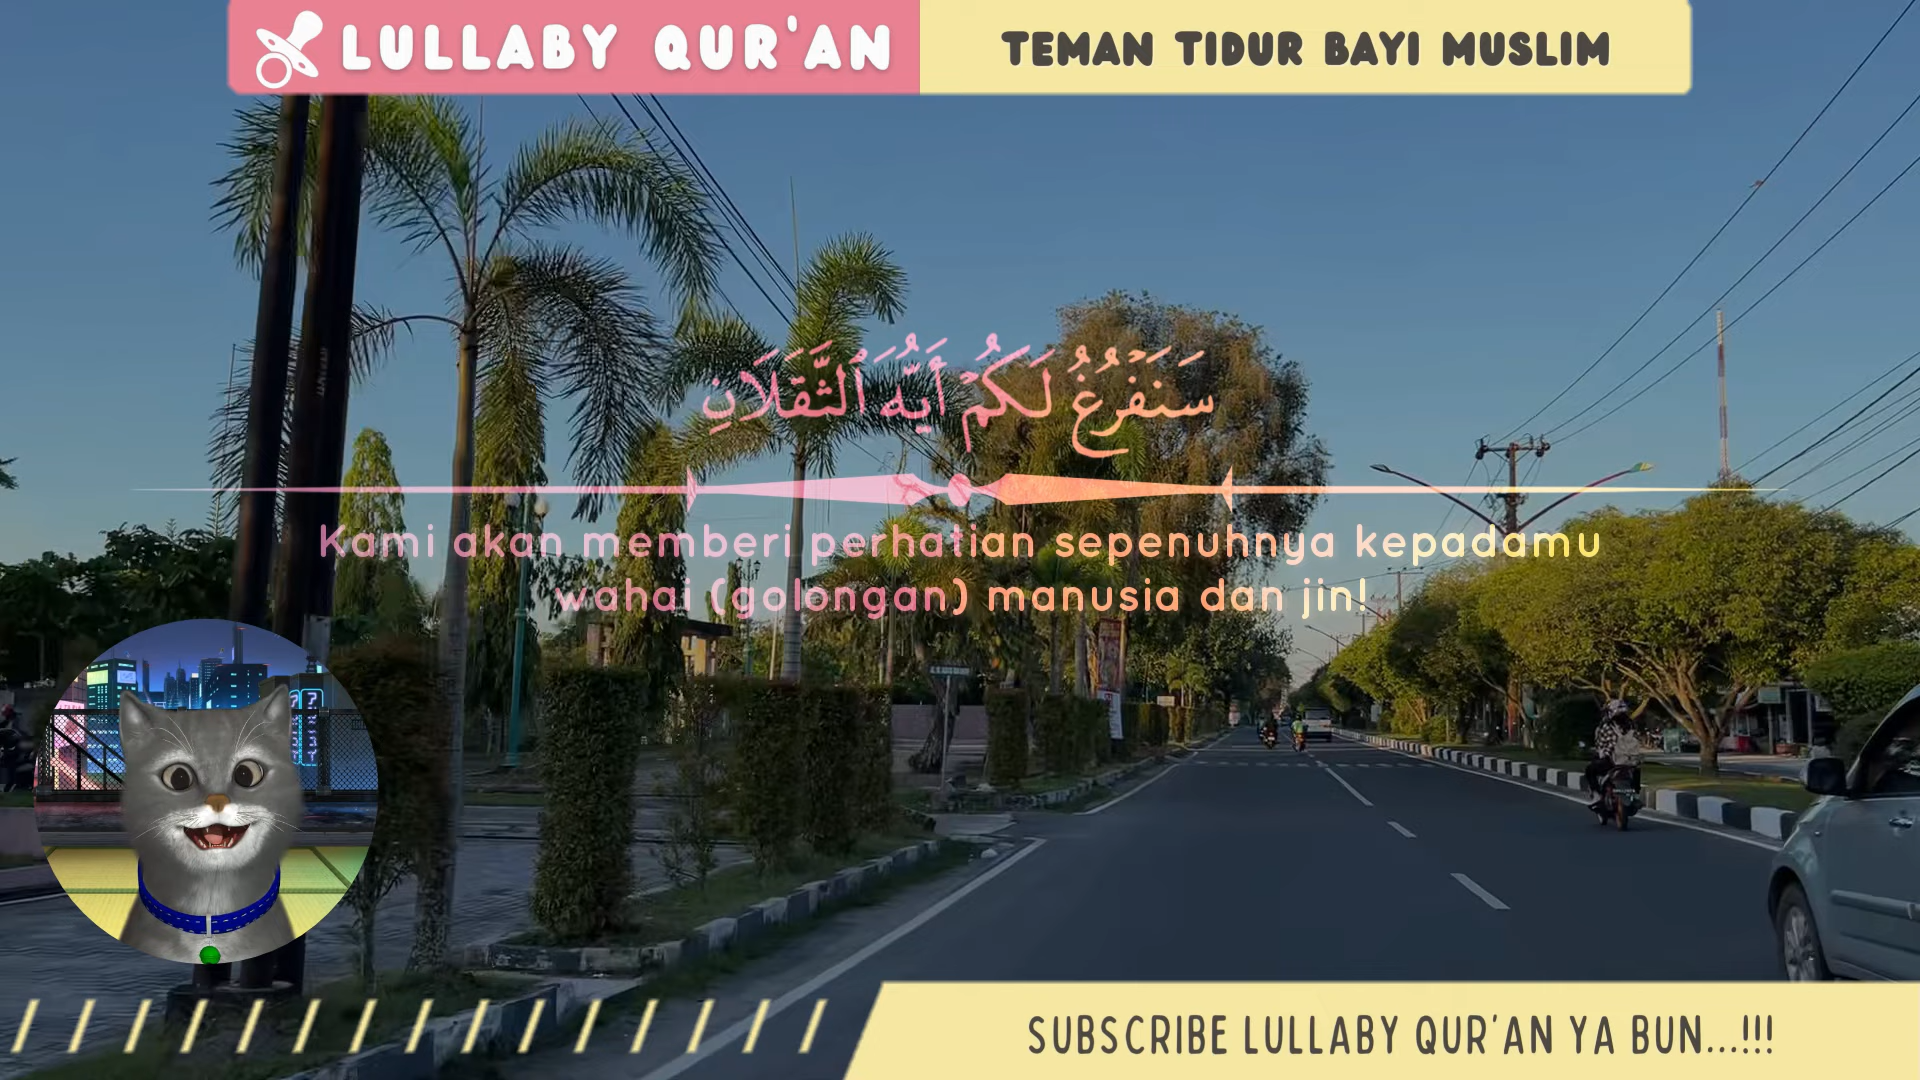 LULLABY QUR'AN
TEMAN TIDUR BAYI MUSLIM
سَنَفْرُغُ لَكُمْ أَيُّهَ ٱلثَّقَلَانِ
Kami akan memberi perhatian sepenuhnya kepadamu
wahai (golongan) manusia dan jin!
SUBSCRIBE LULLABY QUR'AN YA BUN...!!!